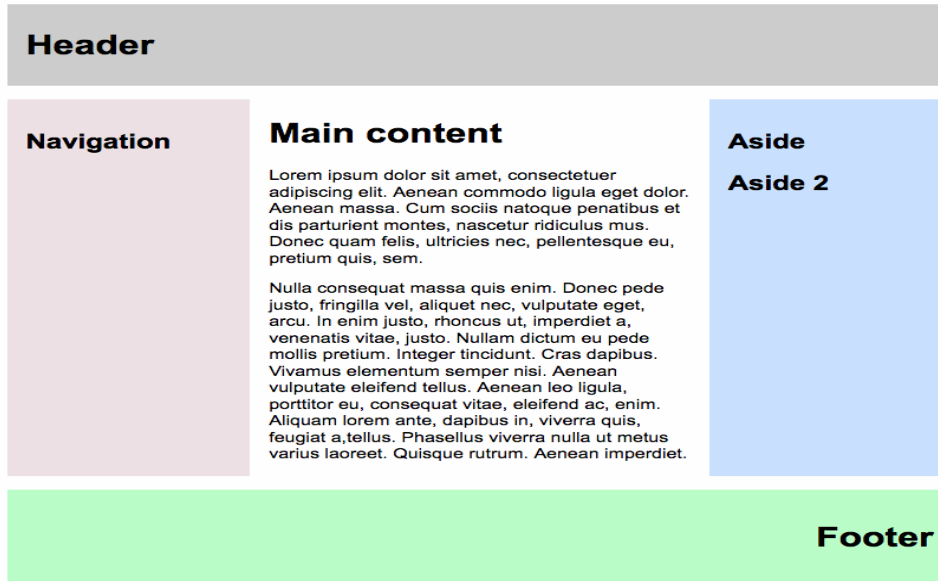 Header
Navigation
Main content
Lorem ipsum dolor sit amet, consectetuer
adipiscing elit. Aenean commodo ligula eget dolor.
Aenean massa. Cum sociis natoque penatibus et
dis parturient montes, nascetur ridiculus mus.
Donec quam felis, ultricies nec, pellentesque eu,
pretium quis, sem.
Nulla consequat massa quis enim. Donec pede
justo, fringilla vel, aliquet nec, vulputate eget,
arcu. In enim justo, rhoncus ut, imperdiet a,
venenatis vitae, justo. Nullam dictum eu pede
mollis pretium. Integer tincidunt. Cras dapibus.
Vivamus elementum semper nisi. Aenean
vulputate eleifend tellus. Aenean leo ligula,
porttitor eu, consequat vitae, eleifend ac, enim.
Aliquam lorem ante, dapibus in, viverra quis,
feugiat a,tellus. Phasellus viverra nulla ut metus
varius laoreet. Quisque rutrum. Aenean imperdiet.
Aside
Aside 2
Footer